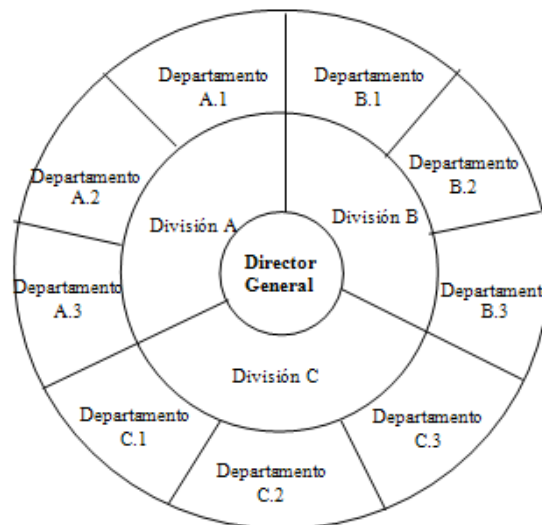 Departamento
A.1
Departamento
B.1
Departamento
A.2
Departamento
B.2
División A
División B
Director
General
Departamento
A.3
Departament
B.3
División C
Departamento
C.1
Departamento
C.2
Departamento
C.3